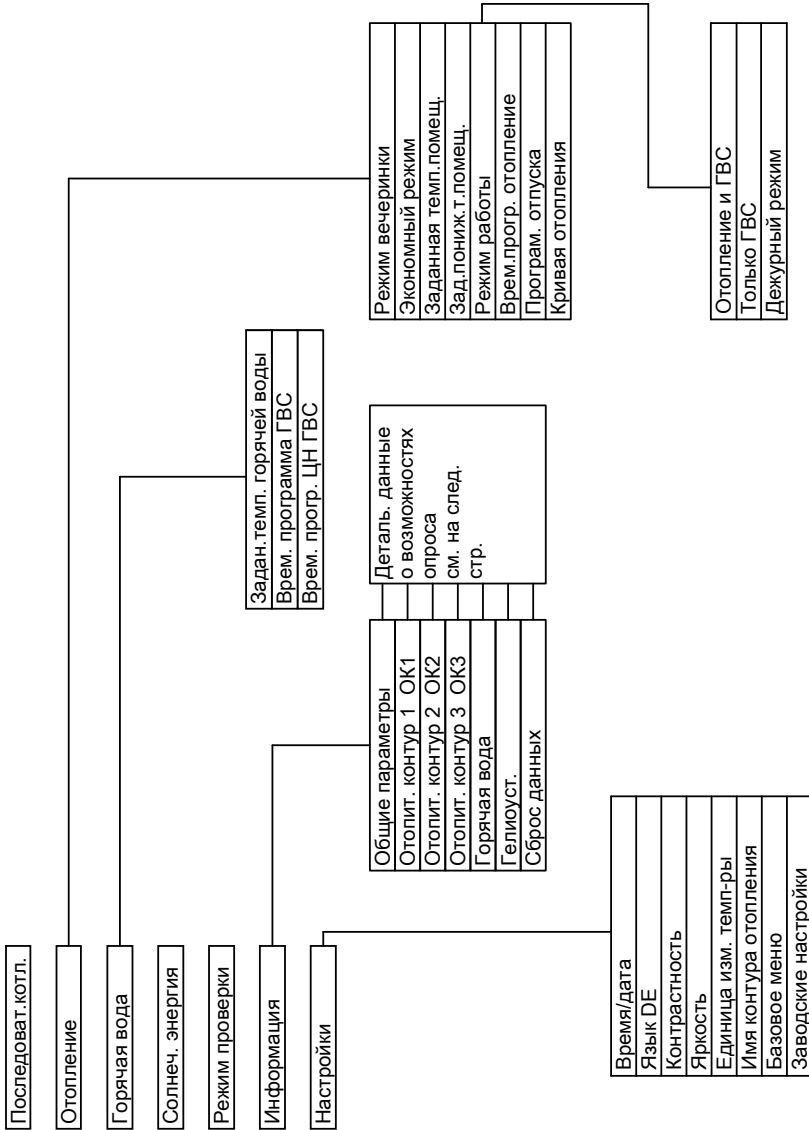 Последоват.котл.
Отопление
Горячая вода
Солнеч. энергия
Режим проверки
Информация
Настройки
Задан.темп. горячей воды
Врем. программа ГВС
Врем. прогр. ЦН ГВС
Режим вечеринки
Экономный режим
Заданная темп.помещ.
Зад.пониж.т.помещ.
Режим работы
Врем.прогр. отопление
Програм. отпуска
Кривая отопления
Отопление и ГВС
Только ГВС
Дежурный режим
Общие параметры
Отопит. контур 1 ОК1
Отопит. контур 2 ОК2
Отопит. контур 3 ОК3
Горячая вода
Гелиоуст.
Сброс данных
Деталь. данные
о возможностях
опроса
см. на след.
стр.
Время/дата
Язык DE
Контрастность
Яркость
Единица изм. темп-ры
Имя контура отопления
Базовое меню
Заводские настройки